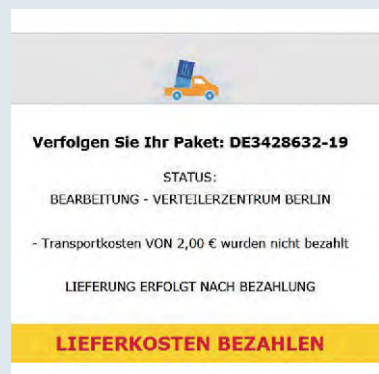 Verfolgen Sie Ihr Paket: DE3428632-19
STATUS:
BEARBEITUNG - VERTEILERZENTRUM BERLIN
- Transportkosten VON 2,00 € wurden nicht bezahlt
LIEFERUNG ERFOLGT NACH BEZAHLUNG
LIEFERKOSTEN BEZAHLEN